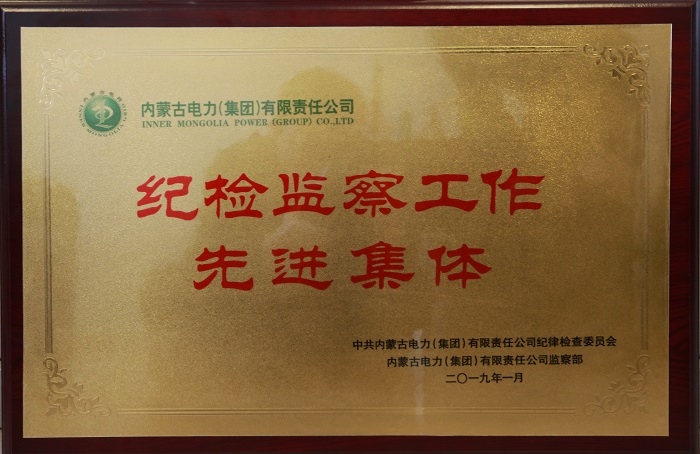 内蒙古电力(集团)有限责任公司
INNER MONGOLIA POWER (GROUP) CO.,LTD
纪检监察工作
先进集体
中共内蒙古电力(集团)有限责任公司纪律检查委员会
内蒙古电力(集团)有限责任公司监察部
二〇一九年一月